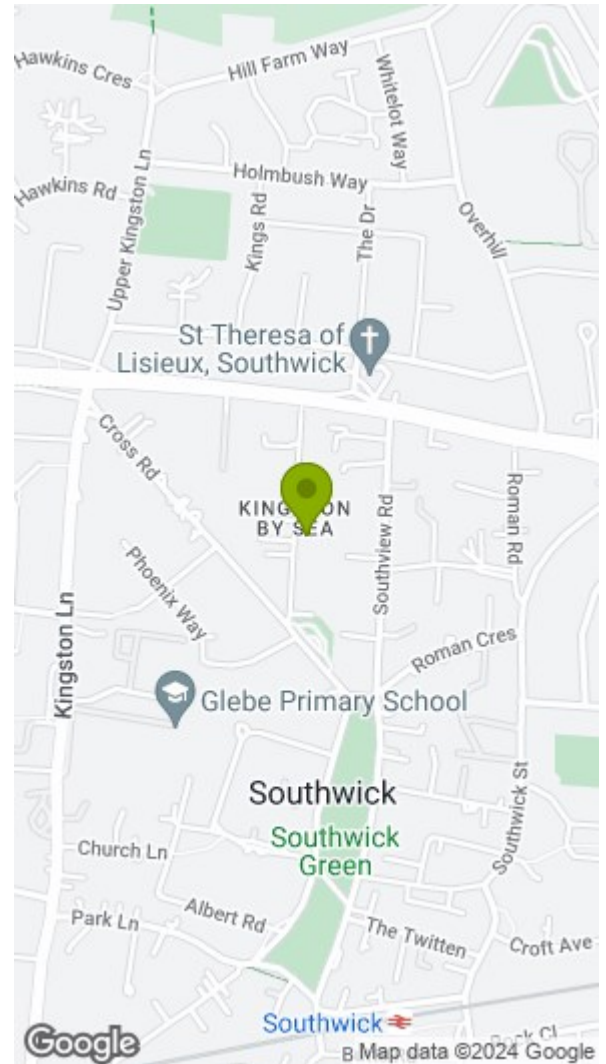 Hawkins Cres
Hill Farm Way
Whitelot Way
Holmbush Way
Hawkins Rd
Upper Kingston Ln
Kings Rd
The Dr
Overhill
St Theresa of
Lisieux, Southwick
Cross Rd
Roman Rd
BY SEA
Southview Rd
Phoenix Way
Roman Cres
Kingston Ln
Glebe Primary School
Southwick
Southwick
Green
Southwick St
Church Ln
Albert Rd
Park Ln
The Twitten
Croft Ave
Southwick
Google
Map data ©2024 Google